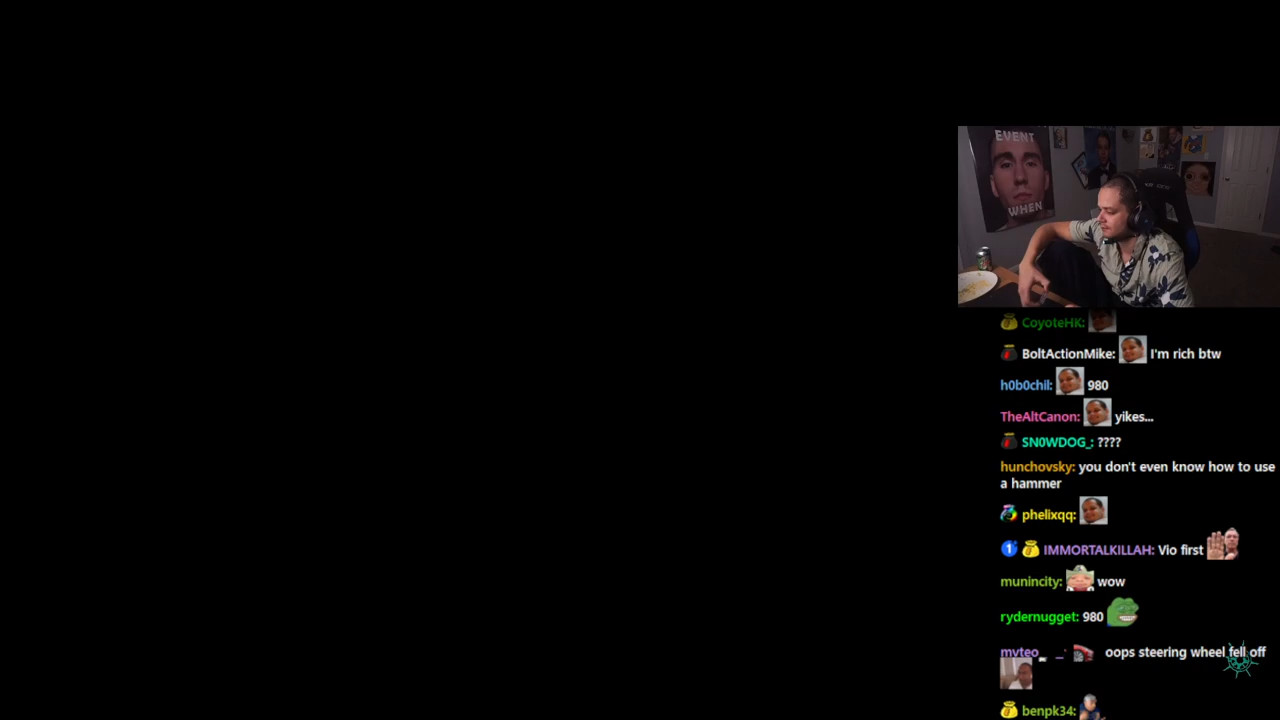 EVENT
WHEN
CoyoteHK:
BoltActionMike: I'm rich btw
h0b0chil: 980
TheAltCanon: yikes...
SN0WDOG_: ????
hunchovsky: you don't even know how to use
a hammer
phelixqq:
1 IMMORTALKILLAH: Vio first
munincity: wow
rydernugget: 980
oops steering wheel fell off
benpk34: